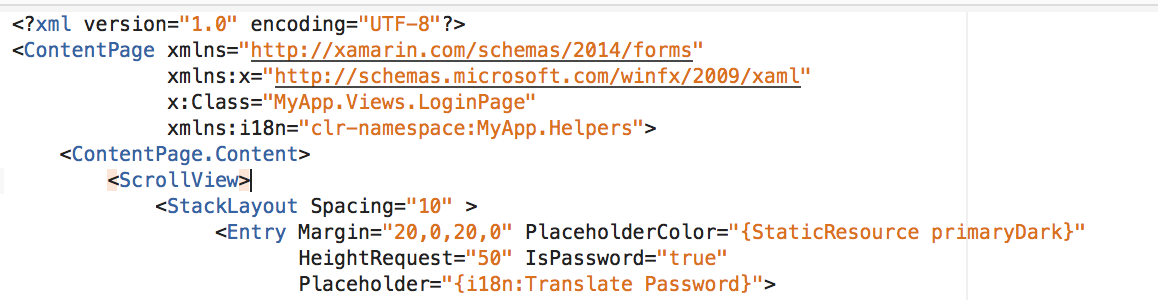 <?xml version="1.0" encoding="UTF-8"?>
<ContentPage xmlns="http://xamarin.com/schemas/2014/forms"
             xmlns:x="http://schemas.microsoft.com/winfx/2009/xaml"
             x:Class="MyApp.Views.LoginPage"
             xmlns:i18n="clr-namespace:MyApp.Helpers">
    <ContentPage.Content>
        <ScrollView>
            <StackLayout Spacing="10" >
                 <Entry Margin="20,0,20,0" PlaceholderColor="{StaticResource primaryDark}"
                        HeightRequest="50" IsPassword="true"
                        Placeholder="{i18n:Translate Password}">